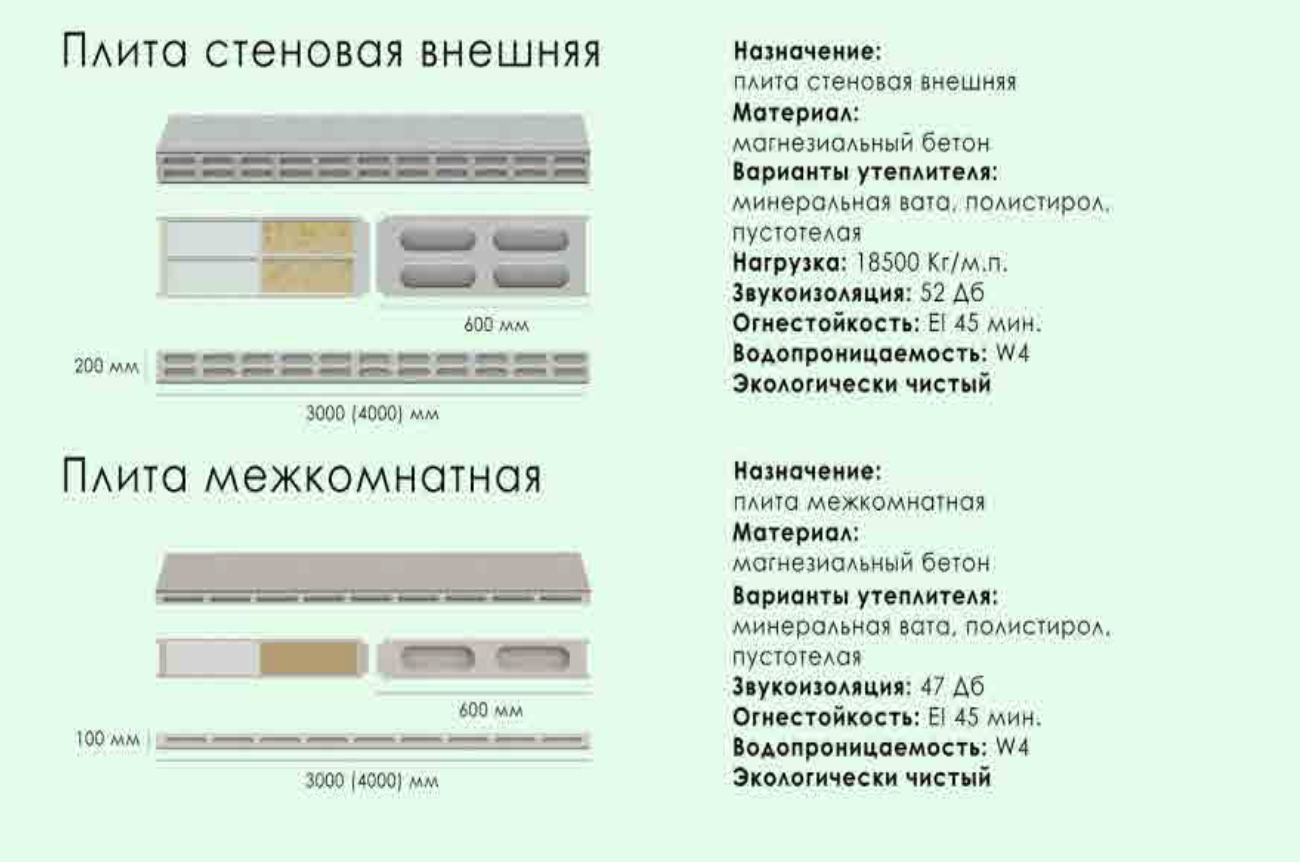 Плита стеновая внешняя
600 мм
200 мм
3000 (4000) мм
Назначение:
плита стеновая внешняя
Материал:
магнезиальный бетон
Варианты утеплителя:
минеральная вата, полистирол,
пустотелая
Нагрузка: 18500 Кг/м.п.
Звукоизоляция: 52 Дб
Огнестойкость: EI 45 мин.
Водопроницаемость: W4
Экологически чистый
Плита межкомнатная
600 мм
100 мм
3000 (4000) мм
Назначение:
плита межкомнатная
Материал:
магнезиальный бетон
Варианты утеплителя:
минеральная вата, полистирол,
пустотелая
Звукоизоляция: 47 Дб
Огнестойкость: EI 45 мин.
Водопроницаемость: W4
Экологически чистый